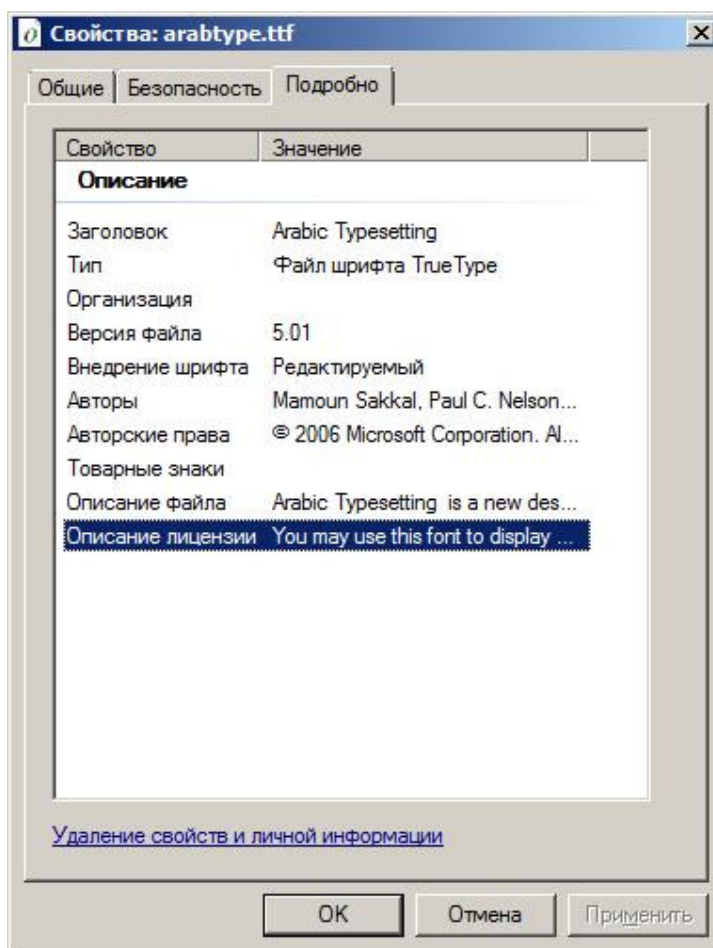 Свойства: arabtype.ttf
Общие Безопасность Подробно
Свойство Значение
Описание
Заголовок Arabic Typesetting
Тип Файл шрифта TrueType
Организация
Версия файла 5.01
Внедрение шрифта Редактируемый
Авторы Mamoun Sakkal, Paul C. Nelson...
Авторские права © 2006 Microsoft Corporation. Al...
Товарные знаки
Описание файла Arabic Typesetting is a new des...
Описание лицензии You may use this font to display ...
Удаление свойств и личной информации
OK Отмена Применить